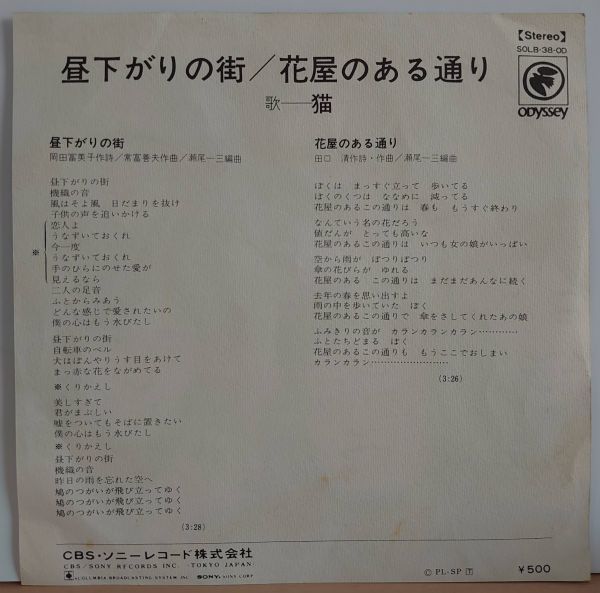 【Stereo】
SOLB-38-OD
odyssey
昼下がりの街／花屋のある通り
歌——猫
昼下がりの街
岡田冨美子作詩／常富善夫作曲／瀬尾一三編曲
昼下がりの街
機織の音
風はそよ風 日だまりを抜け
子供の声を追いかける
恋人よ
うなずいておくれ
今一度
※
うなずいておくれ
手のひらにのせた愛が
見えるなら
二人の足音
ふとからみあう
どんな感じで愛されたいの
僕の心はもう水びたし
昼下がりの街
自転車のベル
犬はぼんやりうす目をあけて
まっ赤な花をながめてる
※くりかえし
美しすぎて
君がまぶしい
嘘をついてもそばに置きたい
僕の心はもう水びたし
※くりかえし
昼下がりの街
機織の音
昨日の雨を忘れた空へ
鳩のつがいが飛び立ってゆく
鳩のつがいが飛び立ってゆく
鳩のつがいが飛び立ってゆく
(3:28)
花屋のある通り
田口 清作詩・作曲／瀬尾一三編曲
ぼくは まっすぐ立って 歩いてる
ぼくのくつは ななめに 減ってる
花屋のあるこの通りは 春も もうすぐ終わり
なんていう名の花だろう
値だんが とっても高いな
花屋のあるこの通りは いつも女の娘がいっぱい
空から雨が ぽつりぽつり
傘の花びらが ゆれる
花屋のある この通りは まだまだあんなに続く
去年の春を思い出すよ
雨の中を歩いていた ぼく
花屋のあるこの通りで 傘をさしてくれたあの娘
ふみきりの音が カランカランカラン…………
ふとたちどまる ぼく
花屋のあるこの通りも もうここでおしまい
カランカラン……………………
(3:26)
CBS・ソニーレコード株式会社
CBS/SONY RECORDS INC. (TOKYO JAPAN)
®COLUMBIA BROADCASTING SYSTEM INC. SONY, SONY CORP
Ⓒ PL-SP
￥500